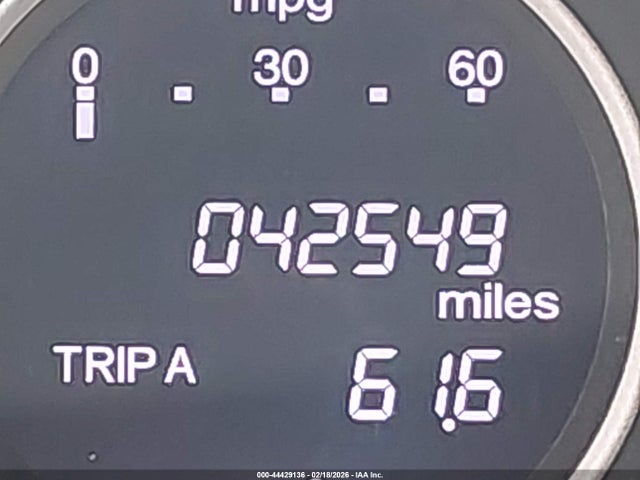 mpg
0 30 60
042549
miles
TRIP A 61.6
000-44429136 - 02/18/2026 - IAA Inc.